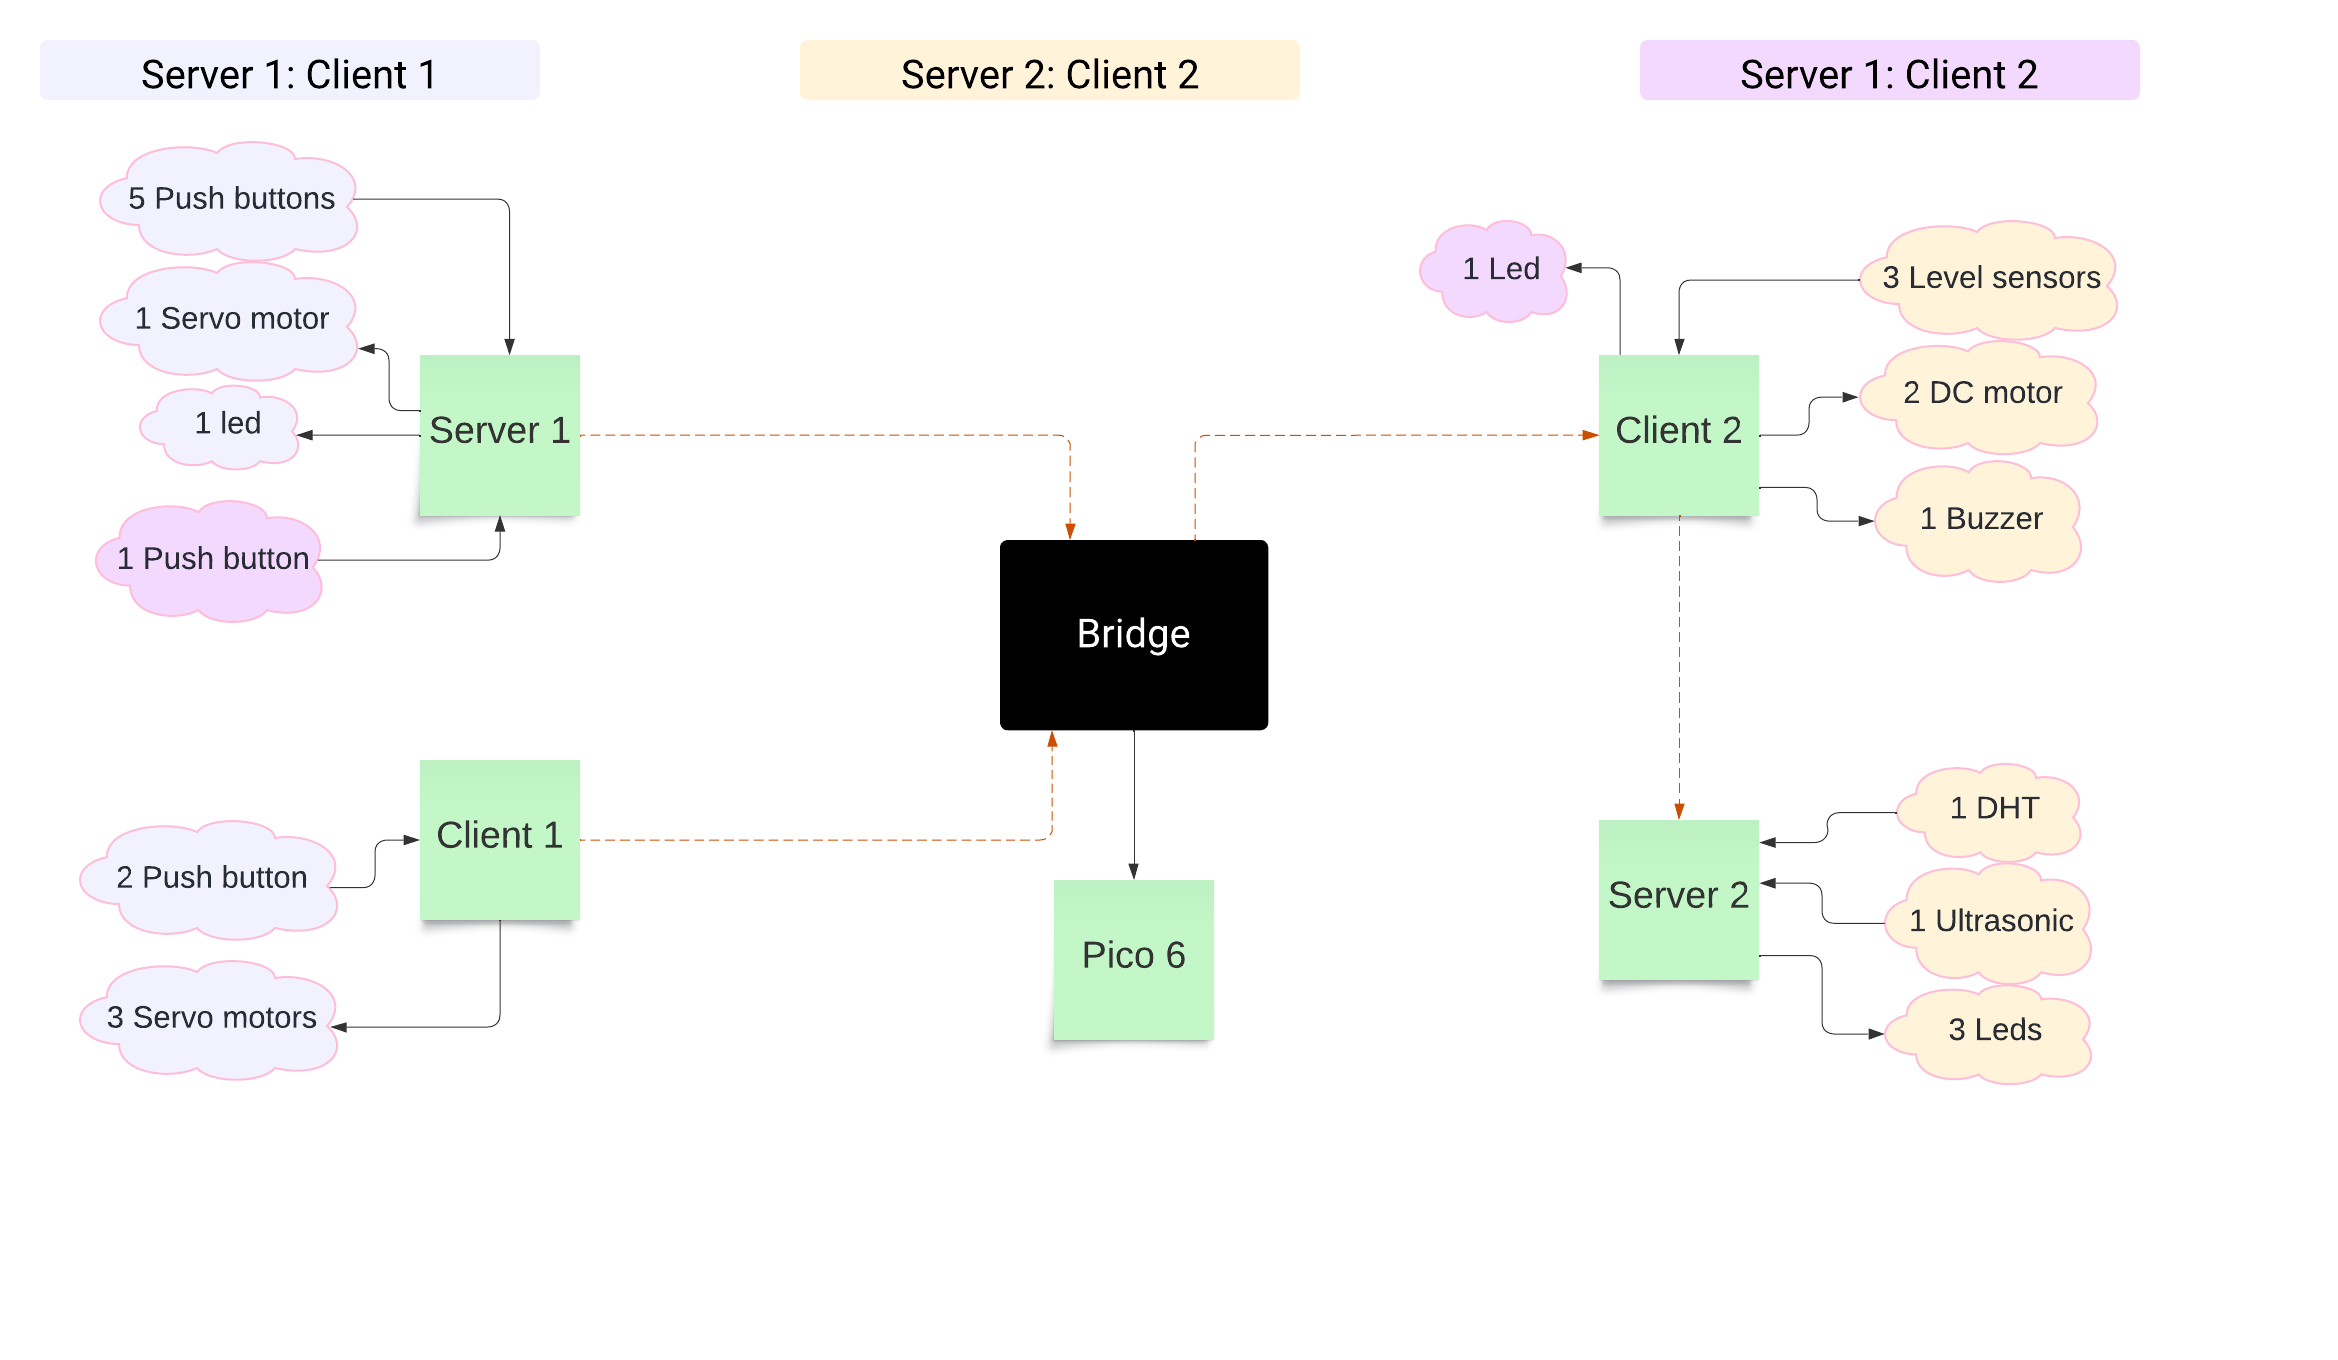 Server 1: Client 1
Server 2: Client 2
Server 1: Client 2
5 Push buttons
1 Servo motor
1 led
Server 1
1 Push button
1 Led
3 Level sensors
Client 2
2 DC motor
1 Buzzer
Bridge
Client 1
2 Push button
3 Servo motors
Pico 6
Server 2
1 DHT
1 Ultrasonic
3 Leds